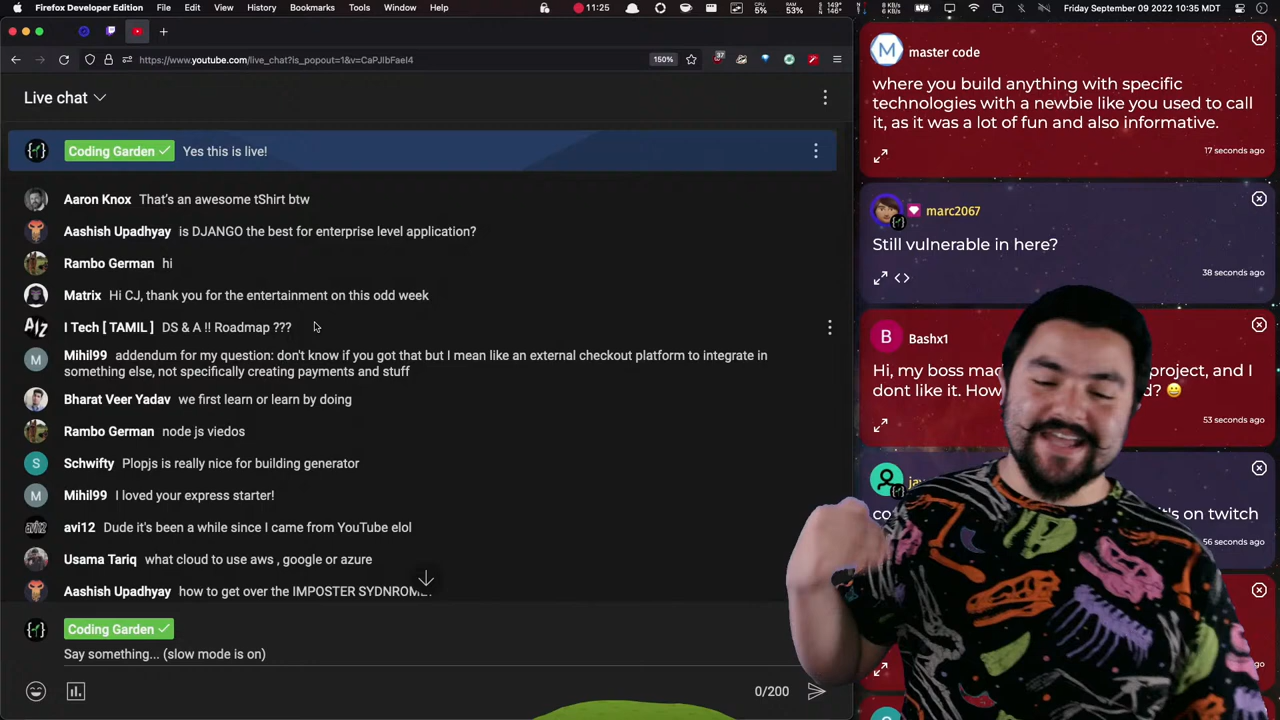 Firefox Developer Edition File Edit View History Bookmarks Tools Window Help
11:25
CPU
5%
RAM
53%
Friday September 09 2022 10:35 MDT
https://www.youtube.com/live_chat?is_popout=1&v=CaPJlbFaeI4
150%
37
Live chat
Coding Garden Yes this is live!
Aaron Knox That's an awesome tShirt btw
Aashish Upadhyay is DJANGO the best for enterprise level application?
Rambo German hi
Matrix Hi CJ, thank you for the entertainment on this odd week
I Tech [ TAMIL ] DS & A !! Roadmap ???
Mihil99 addendum for my question: don't know if you got that but I mean like an external checkout platform to integrate in
something else, not specifically creating payments and stuff
Bharat Veer Yadav we first learn or learn by doing
Rambo German node js viedos
Schwifty Plopjs is really nice for building generator
Mihil99 I loved your express starter!
avi12 Dude it's been a while since I came from YouTube elol
Usama Tariq what cloud to use aws , google or azure
Aashish Upadhyay how to get over the IMPOSTER SYDNROME
Coding Garden
Say something... (slow mode is on)
0/200
M
master code
where you build anything with specific
technologies with a newbie like you used to call
it, as it was a lot of fun and also informative.
17 seconds ago
marc2067
Still vulnerable in here?
38 seconds ago
B
Bashx1
Hi, my boss ma project, and I
dont like it. How d?
53 seconds ago
ja
co it's on twitch
56 seconds ago